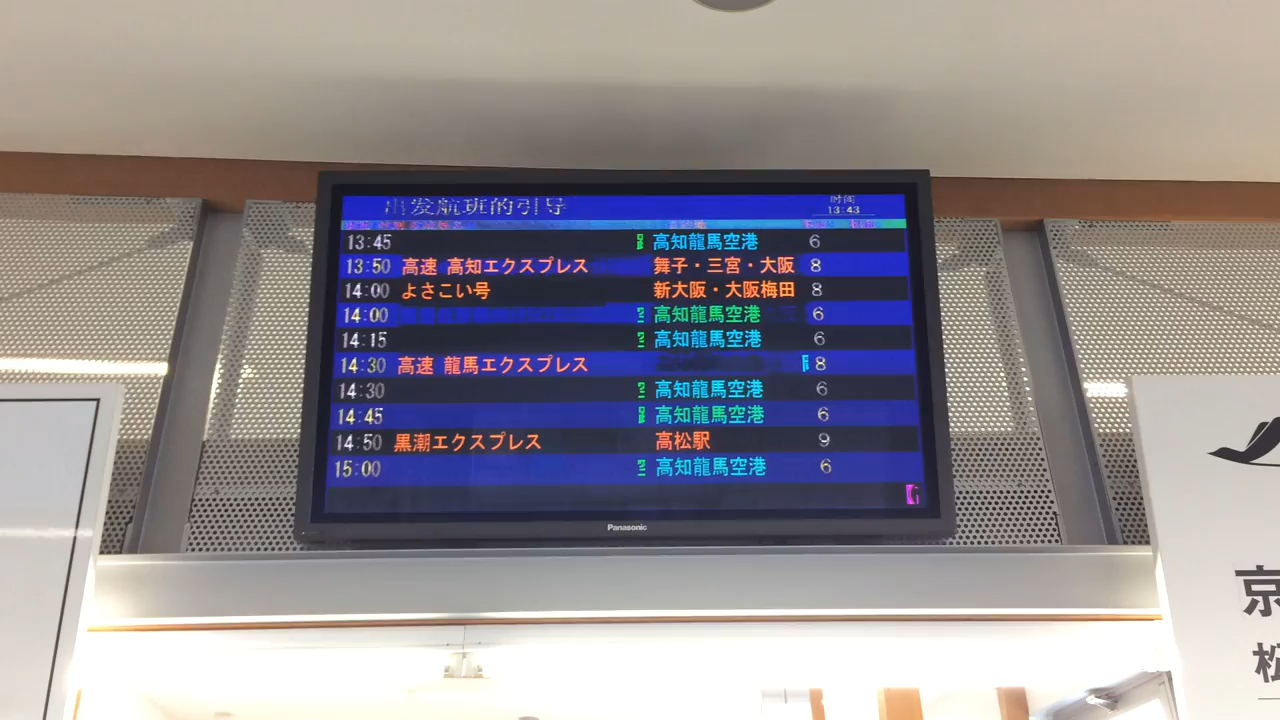 出发航班的引导
时间
13:43
13:45 高知龍馬空港 6
13:50 高速 高知エクスプレス 舞子・三宮・大阪 8
14:00 よさこい号 新大阪・大阪梅田 8
14:00 高知龍馬空港 6
14:15 高知龍馬空港 6
14:30 高速 龍馬エクスプレス 8
14:30 高知龍馬空港 6
14:45 高知龍馬空港 6
14:50 黒潮エクスプレス 高松駅 9
15:00 高知龍馬空港 6
Panasonic
京
松